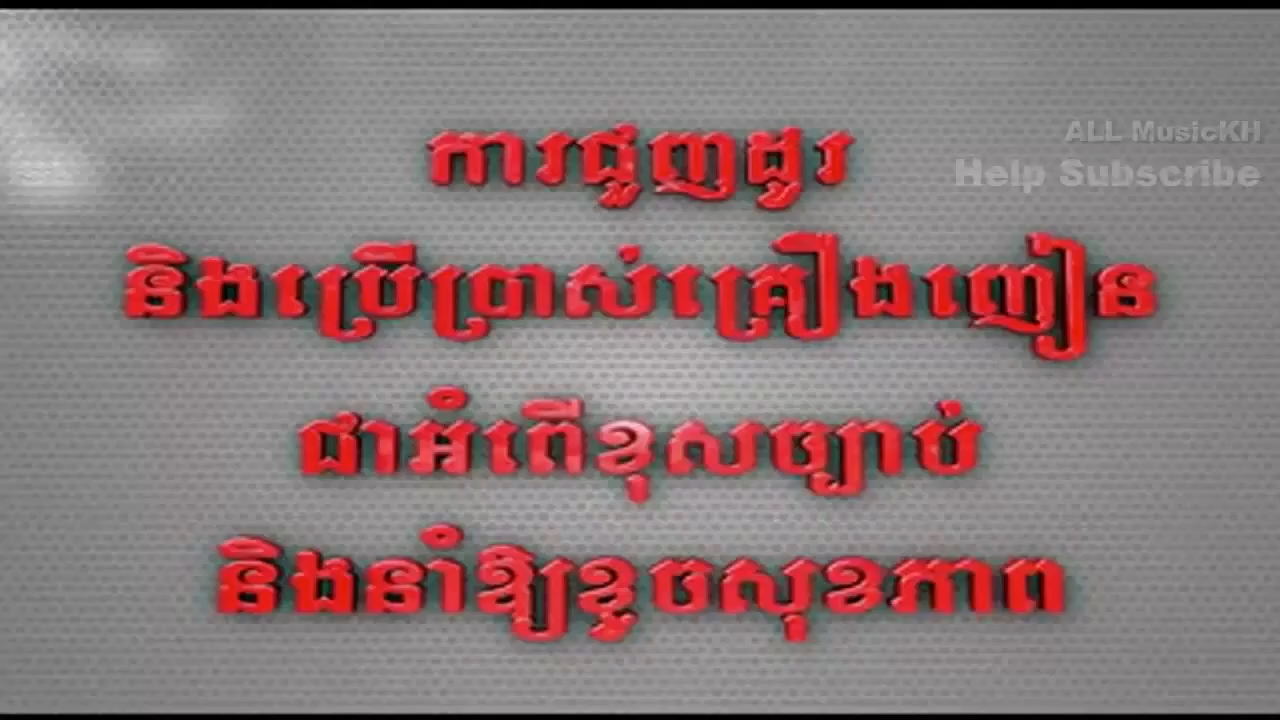 ការជួញដូរ
ALL MusicKH
Help Subscribe
និងប្រើប្រាស់គ្រឿងញៀន
ជាអំពើខុសច្បាប់
និងនាំឱ្យខូចសុខភាព